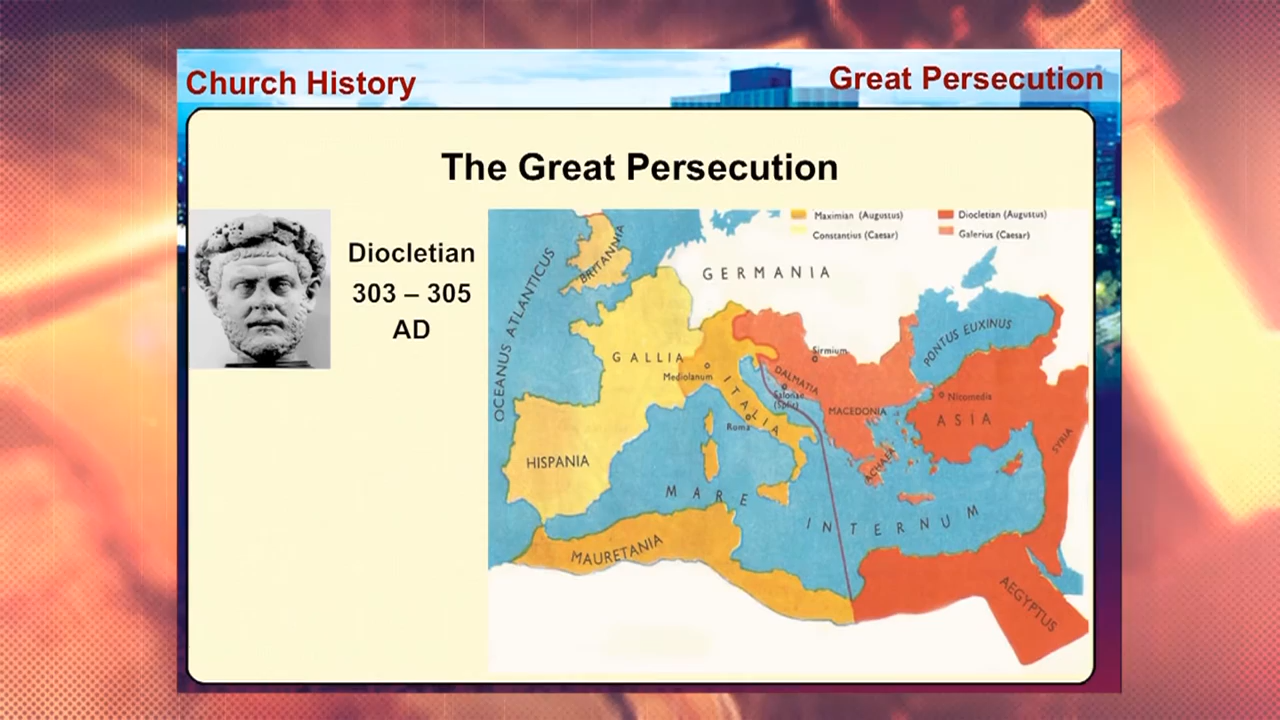 Church History
Great Persecution
The Great Persecution
Diocletian
303 – 305
AD
Maximian (Augustus)
Diocletian (Augustus)
Constantius (Caesar)
Galerius (Caesar)
OCEANUS ATLANTICUS
BRITANNIA
GERMANIA
PONTUS EUXINUS
GALLIA
Sirmium
Mediolanum
DALMATIA
Salonae
(Split)
ITALIA
Roma
MACEDONIA
Nicomedia
ASIA
SYRIA
ACHAEA
HISPANIA
MARE
INTERNUM
MAURETANIA
AEGYPTUS